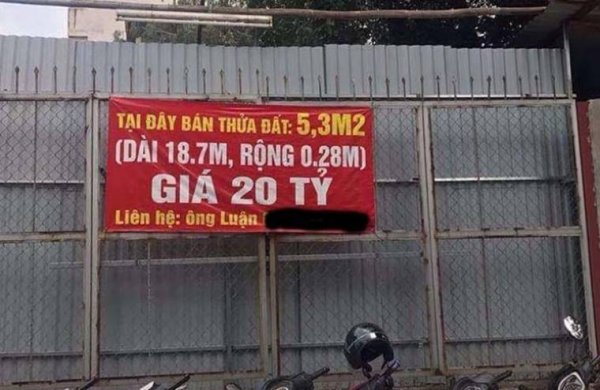 TẠI ĐÂY BÁN THỬA ĐẤT: 5,3M2
(DÀI 18.7M, RỘNG 0.28M)
GIÁ 20 TỶ
Liên hệ: ông Luận